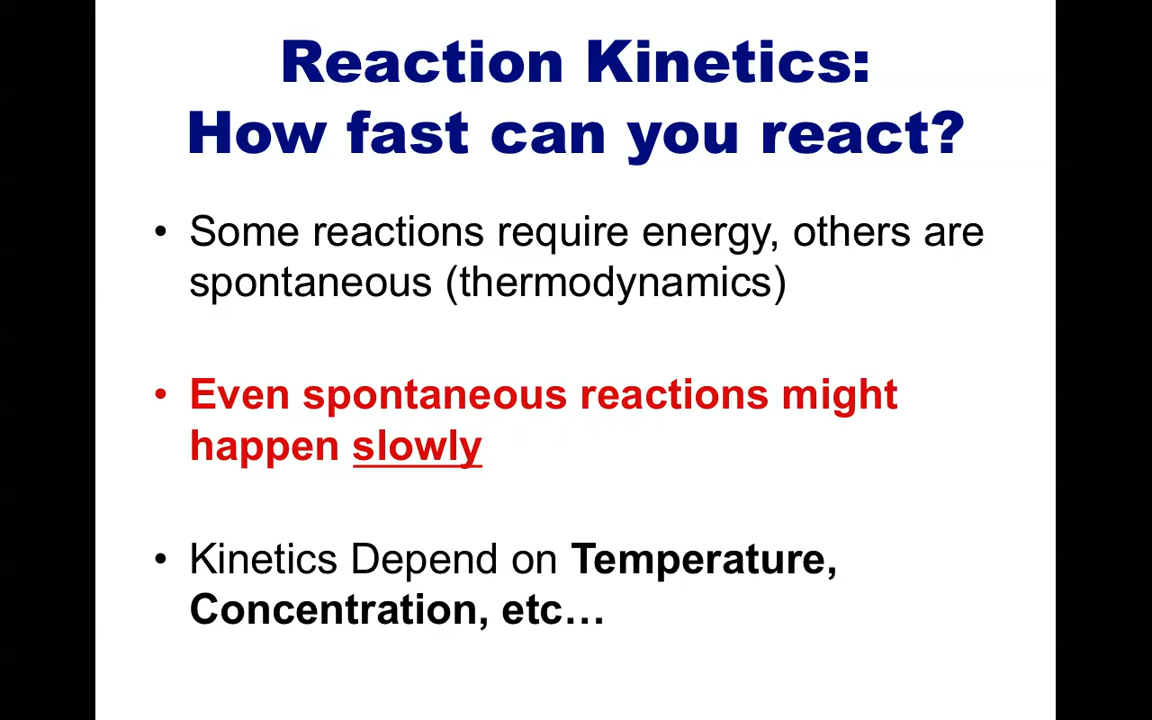 Reaction Kinetics:
How fast can you react?
• Some reactions require energy, others are
spontaneous (thermodynamics)
• Even spontaneous reactions might
happen slowly
• Kinetics Depend on Temperature,
Concentration, etc…